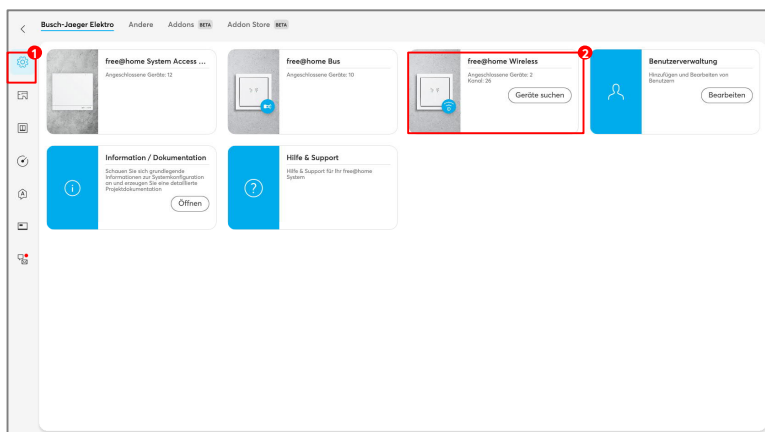 Busch-Jaeger Elektro Andere Addons BETA Addon Store BETA
1
2
free@home System Access ...
Angeschlossene Geräte: 12
free@home Bus
Angeschlossene Geräte: 10
free@home Wireless
Angeschlossene Geräte: 2
Kanal: 26
Geräte suchen
Benutzerverwaltung
Hinzufügen und Bearbeiten von
Benutzern
Bearbeiten
Information / Dokumentation
Schauen Sie sich grundlegende
Informationen zur Systemkonfiguration
an und erzeugen Sie eine detaillierte
Projektdokumentation
Öffnen
Hilfe & Support
Hilfe & Support für Ihr free@home
System